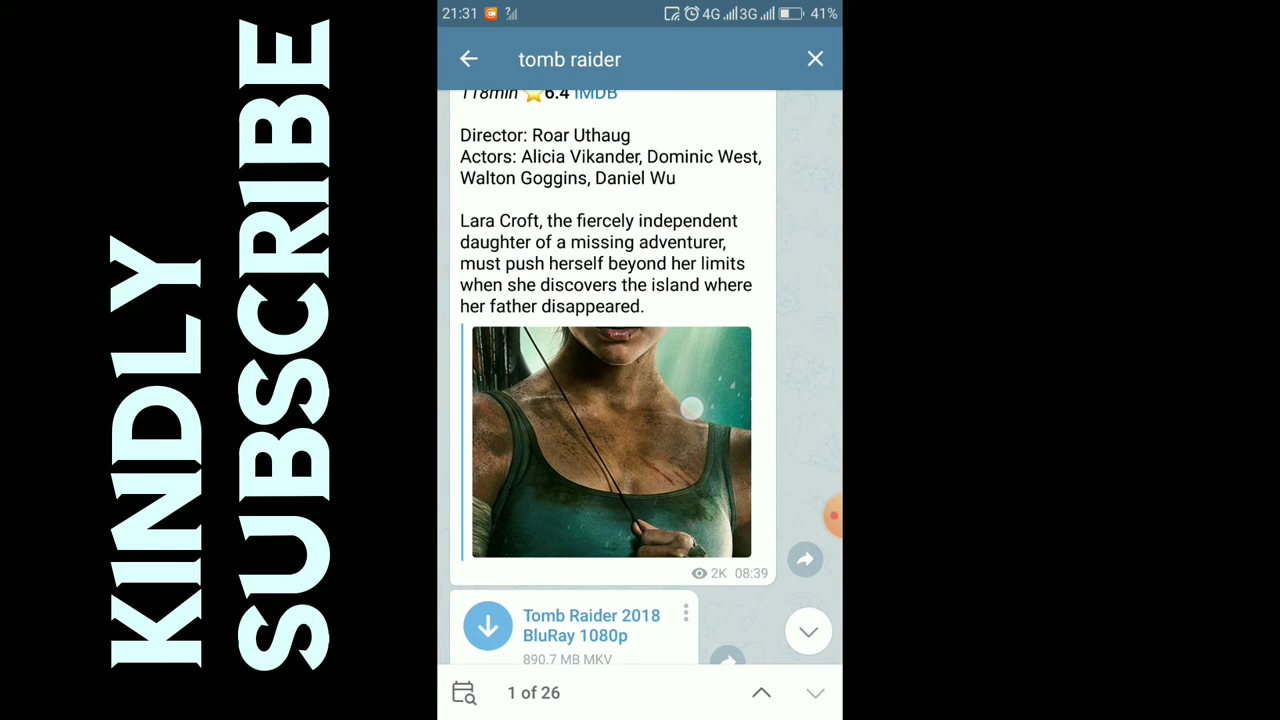 KINDLY
SUBSCRIBE
21:31
4G
3G
41%
tomb raider
118min ⭐6.4 IMDB
Director: Roar Uthaug
Actors: Alicia Vikander, Dominic West,
Walton Goggins, Daniel Wu
Lara Croft, the fiercely independent
daughter of a missing adventurer,
must push herself beyond her limits
when she discovers the island where
her father disappeared.
2K 08:39
Tomb Raider 2018
BluRay 1080p
890.7 MB MKV
1 of 26